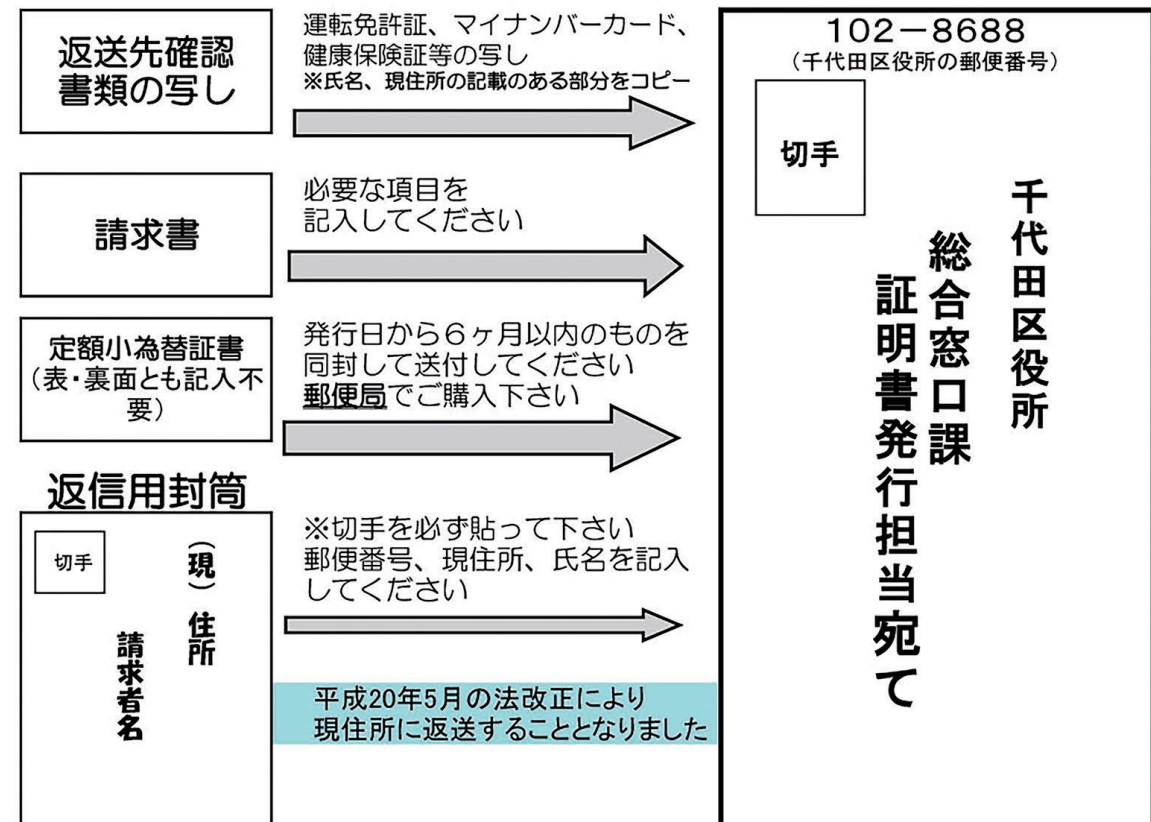 返送先確認
書類の写し
運転免許証、マイナンバーカード、
健康保険証等の写し
※氏名、現住所の記載のある部分をコピー
請求書
必要な項目を
記入してください
定額小為替証書
(表・裏面とも記入不
要)
発行日から6ヶ月以内のものを
同封して送付してください
郵便局でご購入下さい
返信用封筒
切手
(現)住所
請求者名
※切手を必ず貼って下さい
郵便番号、現住所、氏名を記入
してください
平成20年5月の法改正により
現住所に返送することとなりました
102-8688
(千代田区役所の郵便番号)
切手
千代田区役所
総合窓口課
証明書発行担当宛て